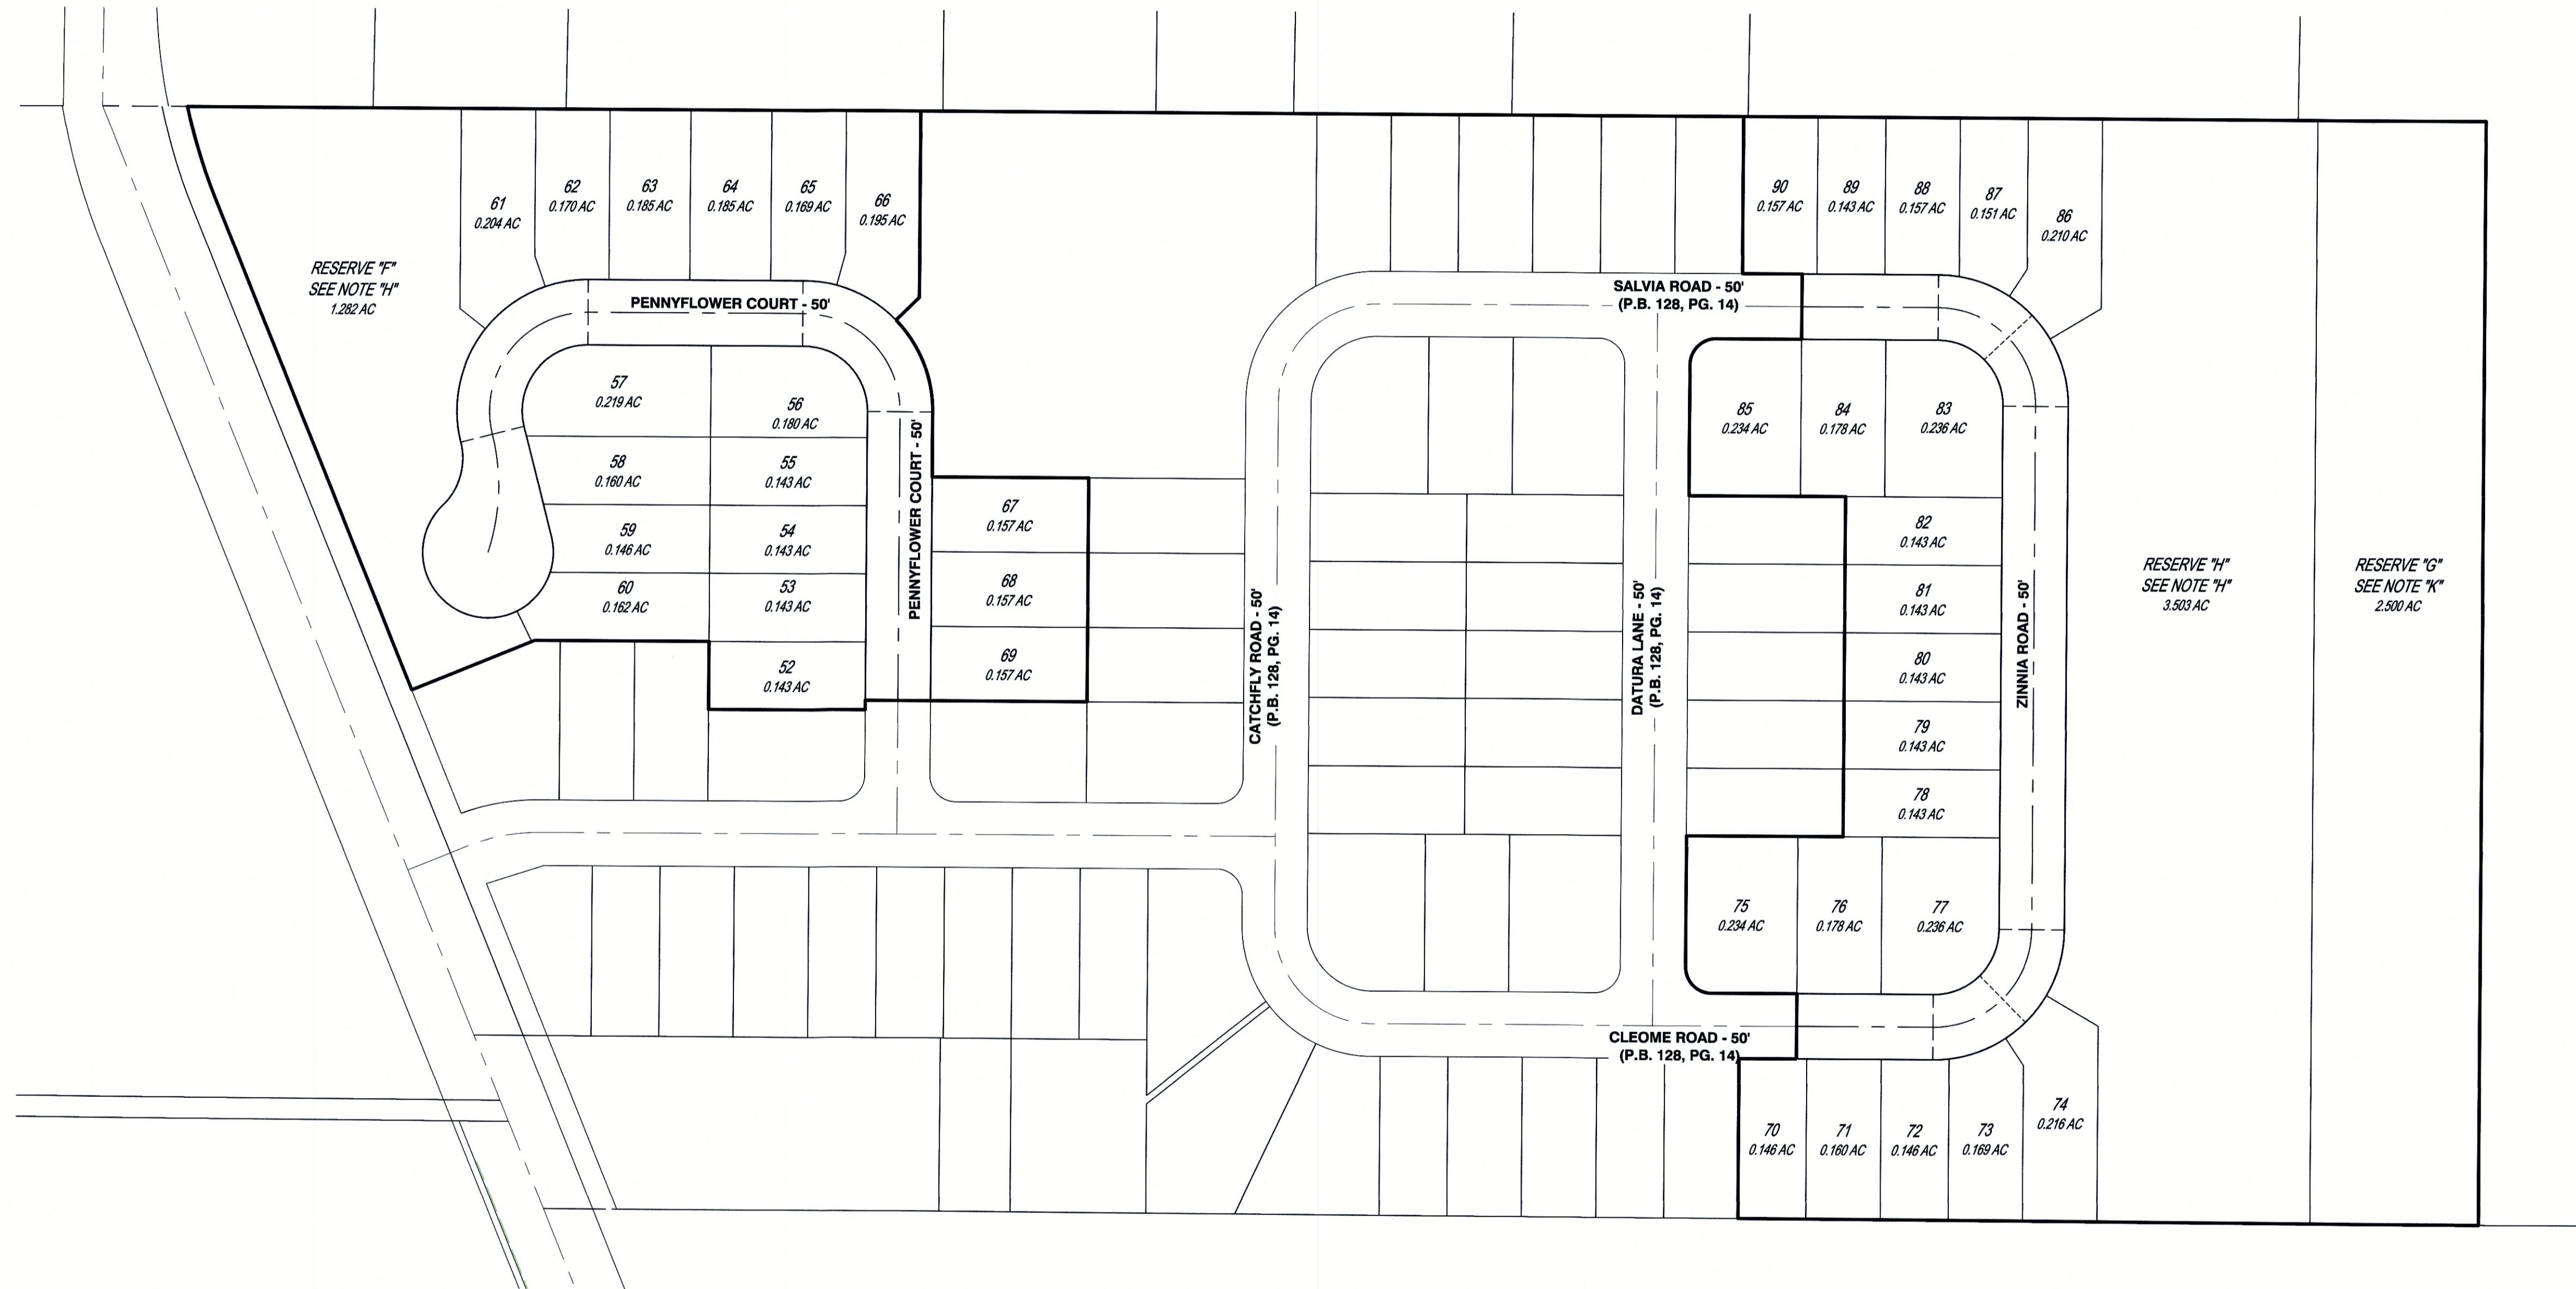 61
0.204 AC
62
0.170 AC
63
0.185 AC
64
0.185 AC
65
0.169 AC
66
0.195 AC
90
0.157 AC
89
0.143 AC
88
0.157 AC
87
0.151 AC
86
0.210 AC
RESERVE "F"
SEE NOTE "H"
1.282 AC
PENNYFLOWER COURT - 50'
SALVIA ROAD - 50'
(P.B. 128, PG. 14)
57
0.219 AC
56
0.180 AC
58
0.160 AC
55
0.143 AC
59
0.146 AC
54
0.143 AC
60
0.162 AC
53
0.143 AC
52
0.143 AC
PENNYFLOWER COURT - 50'
67
0.157 AC
68
0.157 AC
69
0.157 AC
CATCHFLY ROAD - 50'
(P.B. 128, PG. 14)
DATURA LANE - 50'
(P.B. 128, PG. 14)
85
0.234 AC
84
0.178 AC
83
0.236 AC
82
0.143 AC
81
0.143 AC
80
0.143 AC
79
0.143 AC
78
0.143 AC
ZINNIA ROAD - 50'
RESERVE "H"
SEE NOTE "H"
3.503 AC
RESERVE "G"
SEE NOTE "K"
2.500 AC
75
0.234 AC
76
0.178 AC
77
0.236 AC
CLEOME ROAD - 50'
(P.B. 128, PG. 14)
70
0.146 AC
71
0.160 AC
72
0.146 AC
73
0.169 AC
74
0.216 AC